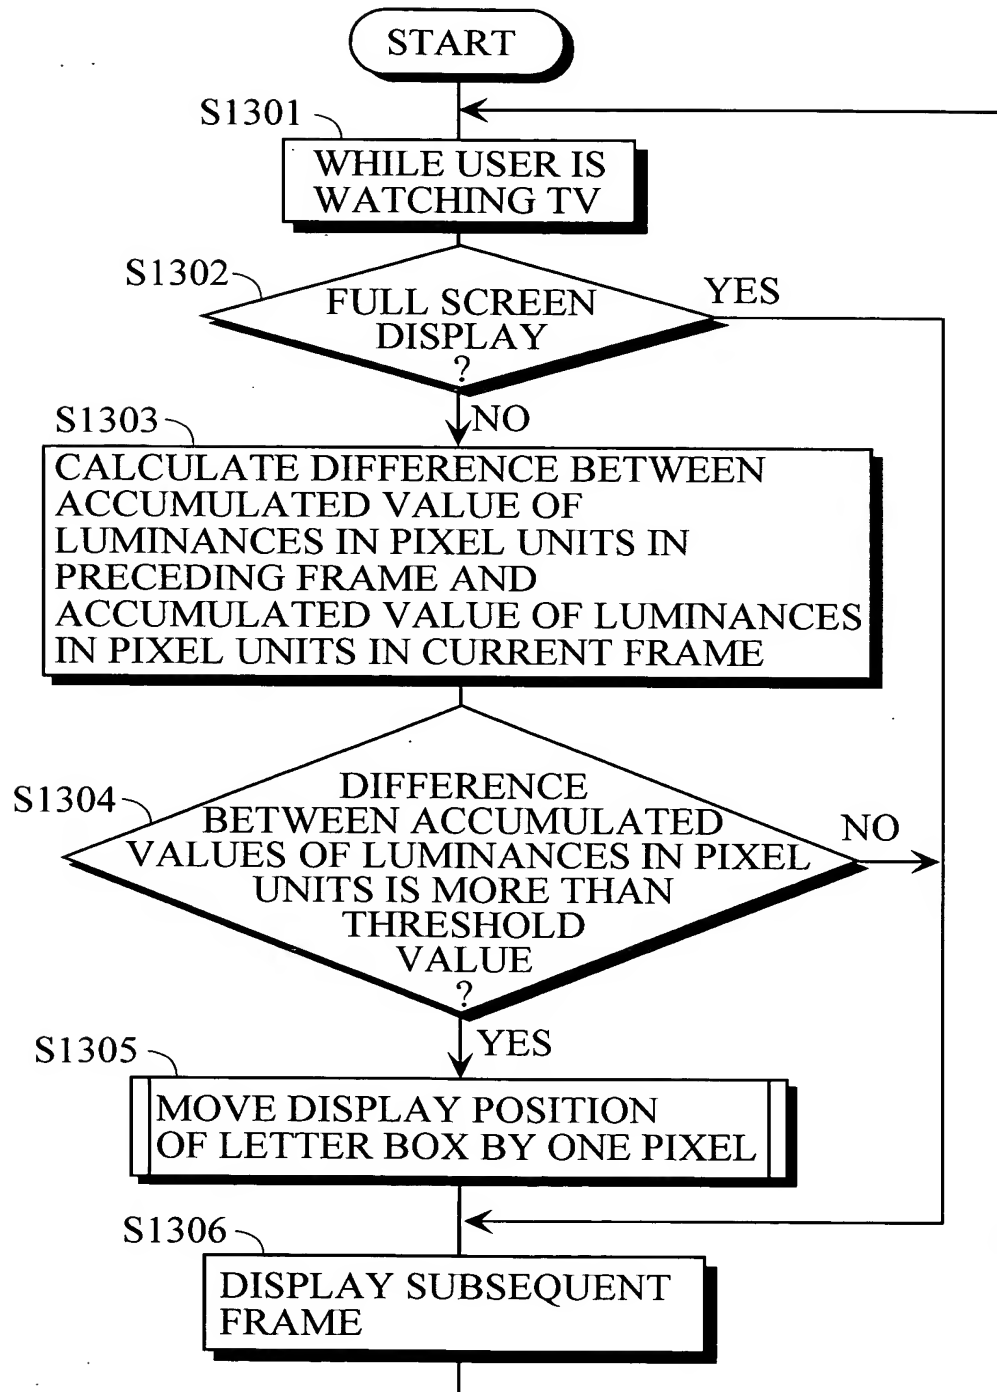 START
S1301
WHILE USER IS
WATCHING TV
S1302
FULL SCREEN
DISPLAY
?
YES
NO
S1303
CALCULATE DIFFERENCE BETWEEN
ACCUMULATED VALUE OF
LUMINANCES IN PIXEL UNITS IN
PRECEDING FRAME AND
ACCUMULATED VALUE OF LUMINANCES
IN PIXEL UNITS IN CURRENT FRAME
S1304
DIFFERENCE
BETWEEN ACCUMULATED
VALUES OF LUMINANCES IN PIXEL
UNITS IS MORE THAN
THRESHOLD
VALUE
?
NO
YES
S1305
MOVE DISPLAY POSITION
OF LETTER BOX BY ONE PIXEL
S1306
DISPLAY SUBSEQUENT
FRAME